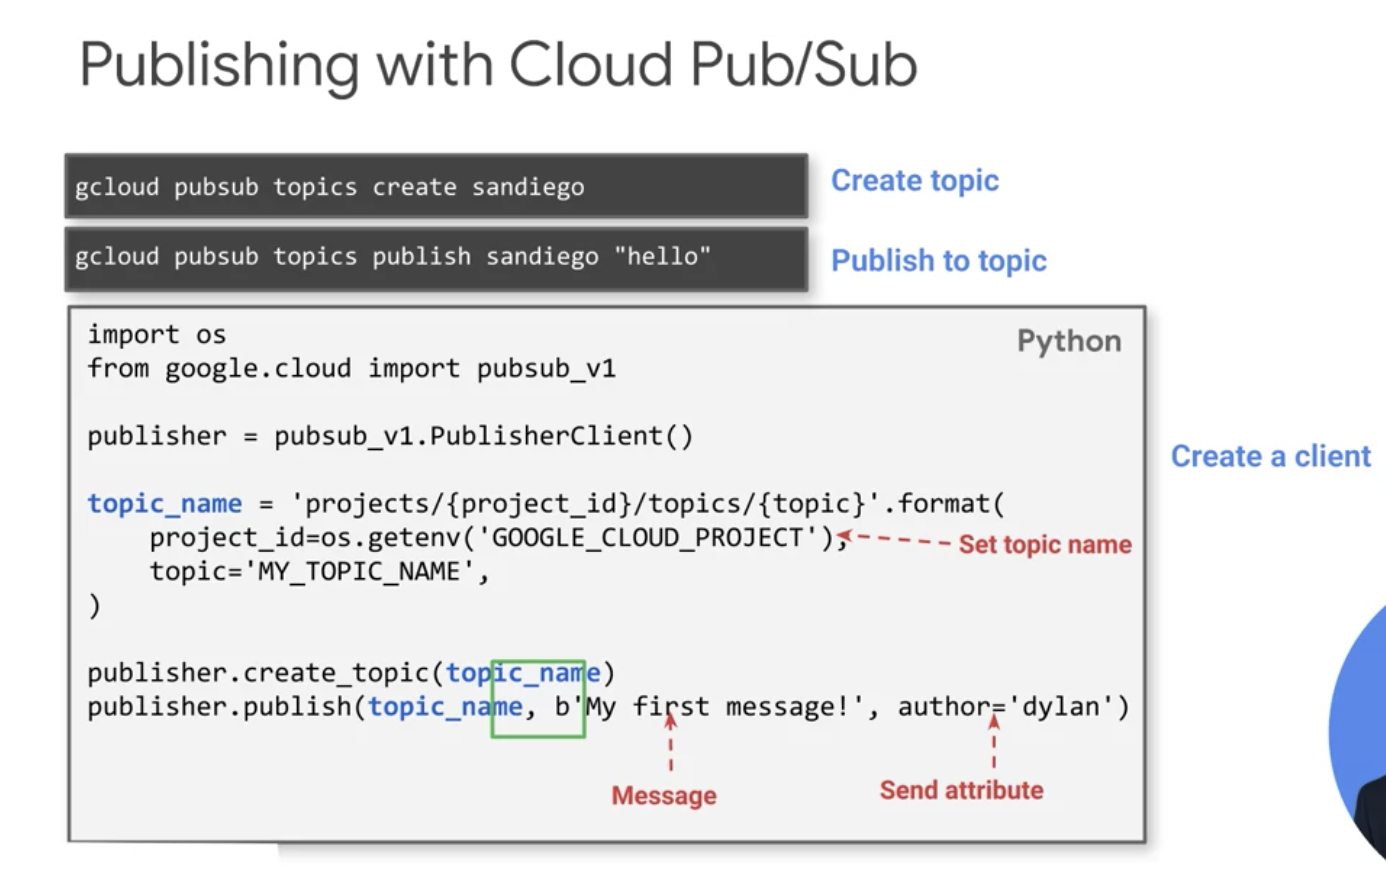 Publishing with Cloud Pub/Sub
gcloud pubsub topics create sandiego
Create topic
gcloud pubsub topics publish sandiego "hello"
Publish to topic
Python
import os
from google.cloud import pubsub_v1
publisher = pubsub_v1.PublisherClient()
Create a client
topic_name = 'projects/{project_id}/topics/{topic}'.format(
    project_id=os.getenv('GOOGLE_CLOUD_PROJECT'),
Set topic name
    topic='MY_TOPIC_NAME',
)
publisher.create_topic(topic_name)
publisher.publish(topic_name, b'My first message!', author='dylan')
Message
Send attribute